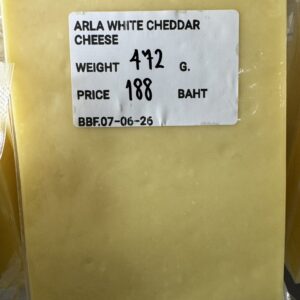 ARLA WHITE CHEDDAR
CHEESE
WEIGHT 472 G.
PRICE 188 BAHT
BBF.07-06-26